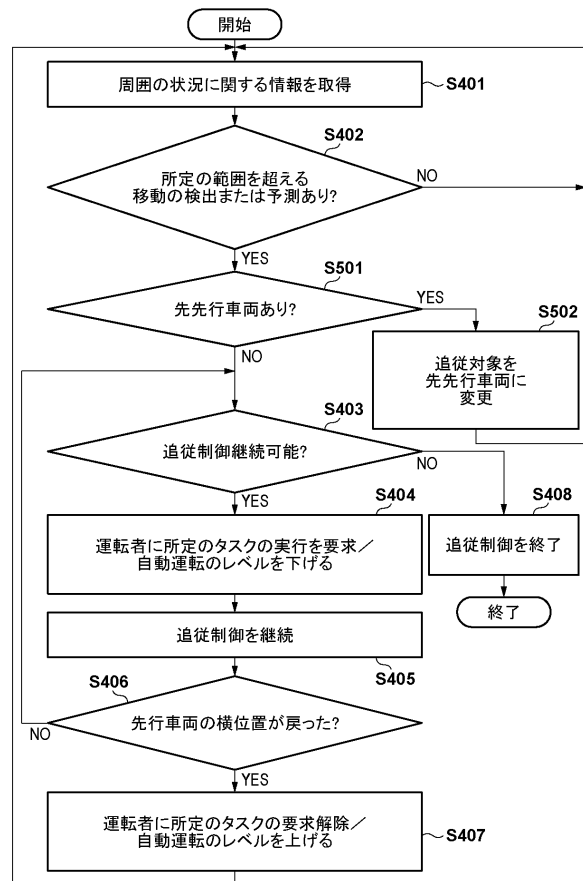 開始
周囲の状況に関する情報を取得
S401
S402
所定の範囲を超える
移動の検出または予測あり?
NO
YES
S501
先先行車両あり?
YES
NO
S502
追従対象を
先先行車両に
変更
S403
追従制御継続可能?
NO
YES
S404
運転者に所定のタスクの実行を要求/
自動運転のレベルを下げる
S408
追従制御を終了
終了
追従制御を継続
S405
S406
先行車両の横位置が戻った?
NO
YES
運転者に所定のタスクの要求解除/
自動運転のレベルを上げる
S407